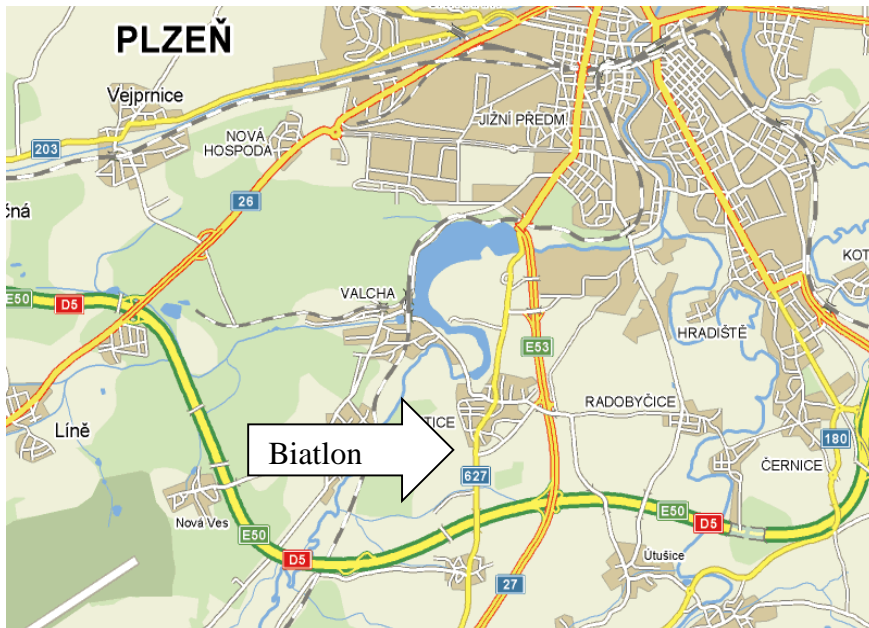 PLZEŇ
Vejprnice
NOVÁ
HOSPODA
JIŽNÍ PŘEDM.
203
26
čná
KOT
VALCHA
E50
D5
HRADIŠTĚ
E53
RADOBYČICE
TICE
Líně
180
Biatlon
ČERNICE
627
Nová Ves
E50
E50
D5
D5
Útušice
27